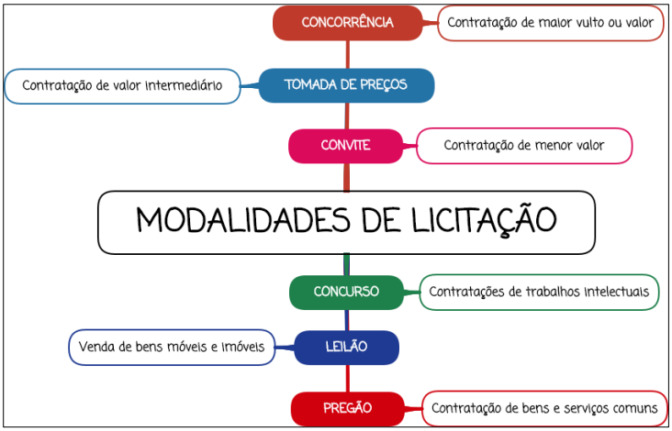 CONCORRÊNCIA
Contratação de maior vulto ou valor
Contratação de valor intermediário
TOMADA DE PREÇOS
CONVITE
Contratação de menor valor
MODALIDADES DE LICITAÇÃO
CONCURSO
Contratações de trabalhos intelectuais
Venda de bens móveis e imóveis
LEILÃO
PREGÃO
Contratação de bens e serviços comuns